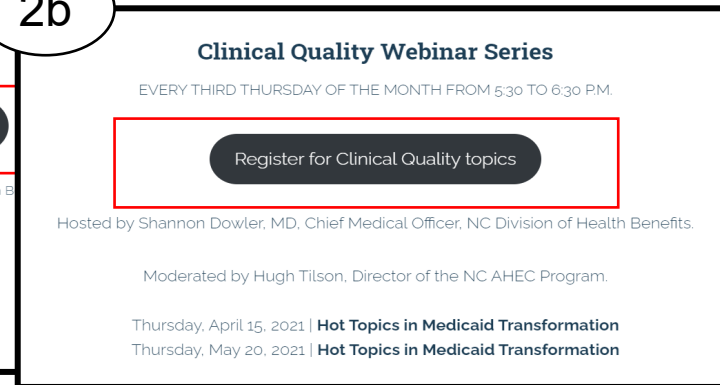 2b
Clinical Quality Webinar Series
EVERY THIRD THURSDAY OF THE MONTH FROM 5:30 TO 6:30 P.M.
Register for Clinical Quality topics
Hosted by Shannon Dowler, MD, Chief Medical Officer, NC Division of Health Benefits.
Moderated by Hugh Tilson, Director of the NC AHEC Program.
Thursday, April 15, 2021 | Hot Topics in Medicaid Transformation
Thursday, May 20, 2021 | Hot Topics in Medicaid Transformation